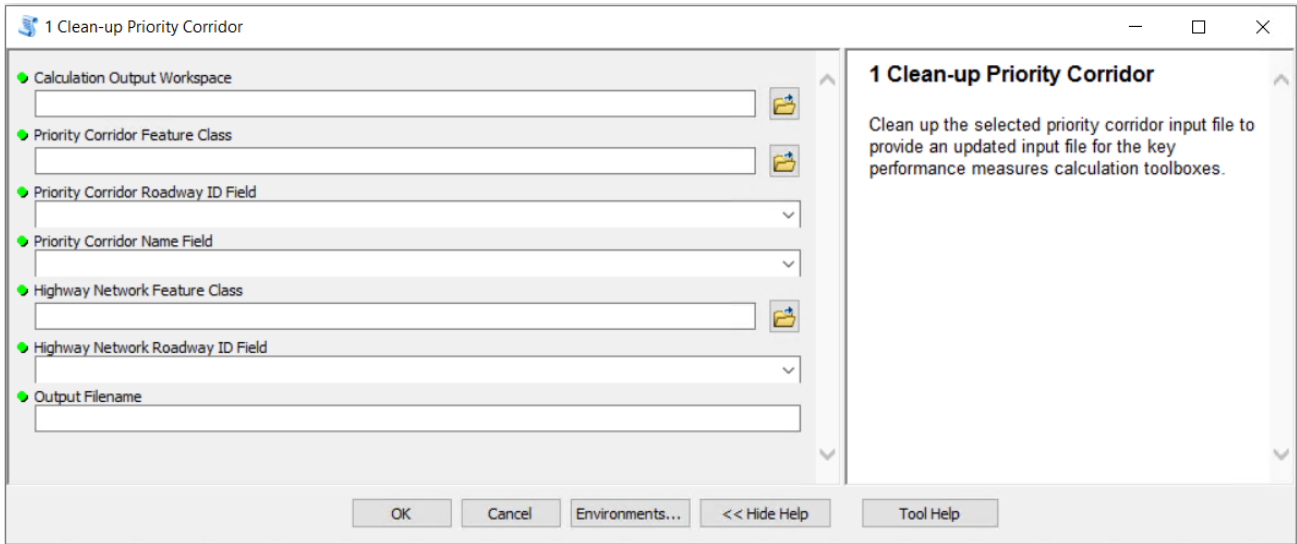 1 Clean-up Priority Corridor
Calculation Output Workspace
Priority Corridor Feature Class
Priority Corridor Roadway ID Field
Priority Corridor Name Field
Highway Network Feature Class
Highway Network Roadway ID Field
Output Filename
1 Clean-up Priority Corridor
Clean up the selected priority corridor input file to
provide an updated input file for the key
performance measures calculation toolboxes.
OK
Cancel
Environments...
<< Hide Help
Tool Help